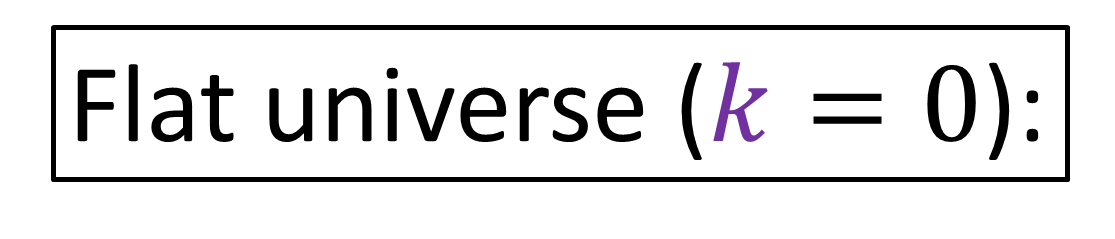 Flat universe (k = 0):